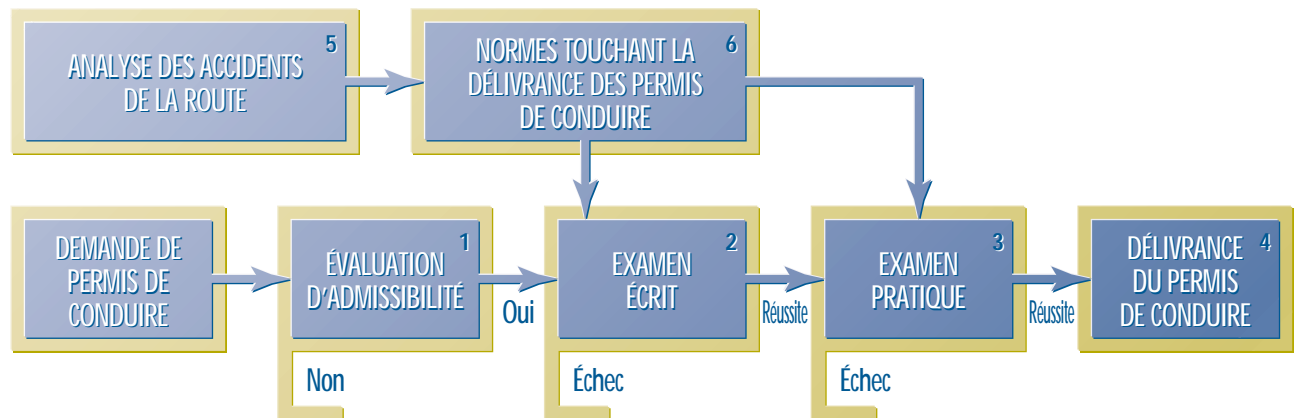 5
ANALYSE DES ACCIDENTS
DE LA ROUTE
6
NORMES TOUCHANT LA
DÉLIVRANCE DES PERMIS
DE CONDUIRE
DEMANDE DE
PERMIS DE
CONDUIRE
1
ÉVALUATION
D'ADMISSIBILITÉ
Oui
Non
2
EXAMEN
ÉCRIT
Réussite
Échec
3
EXAMEN
PRATIQUE
Réussite
Échec
DÉLIVRANCE 4
DU PERMIS
DE CONDUIRE